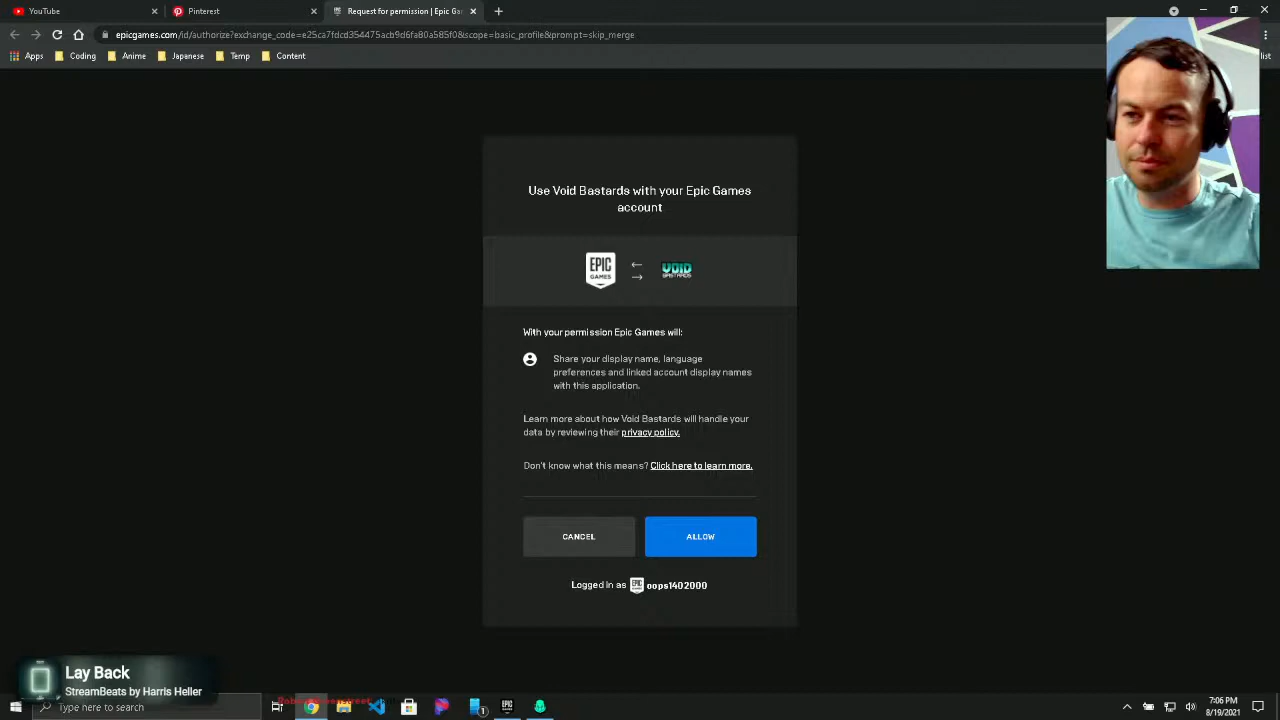 YouTube
Pinterest
Request for permission | Epic Ga
epicgames.com/id/authorize?exchange_code=e25ca7fdcd354475acb9d6fa80a585f0&scope=basic_profile&prompt=skip_merge
Apps
Coding
Anime
Japanese
Temp
Content
list
Use Void Bastards with your Epic Games
account
EPIC
GAMES
VOID
BASTARDS
With your permission Epic Games will:
Share your display name, language
preferences and linked account display names
with this application.
Learn more about how Void Bastards will handle your
data by reviewing their privacy policy.
Don't know what this means? Click here to learn more.
CANCEL
ALLOW
Logged in as oops1402000
Lay Back
StreamBeats by Harris Heller
Type here to search
1
EPIC
7:06 PM
8/19/2021